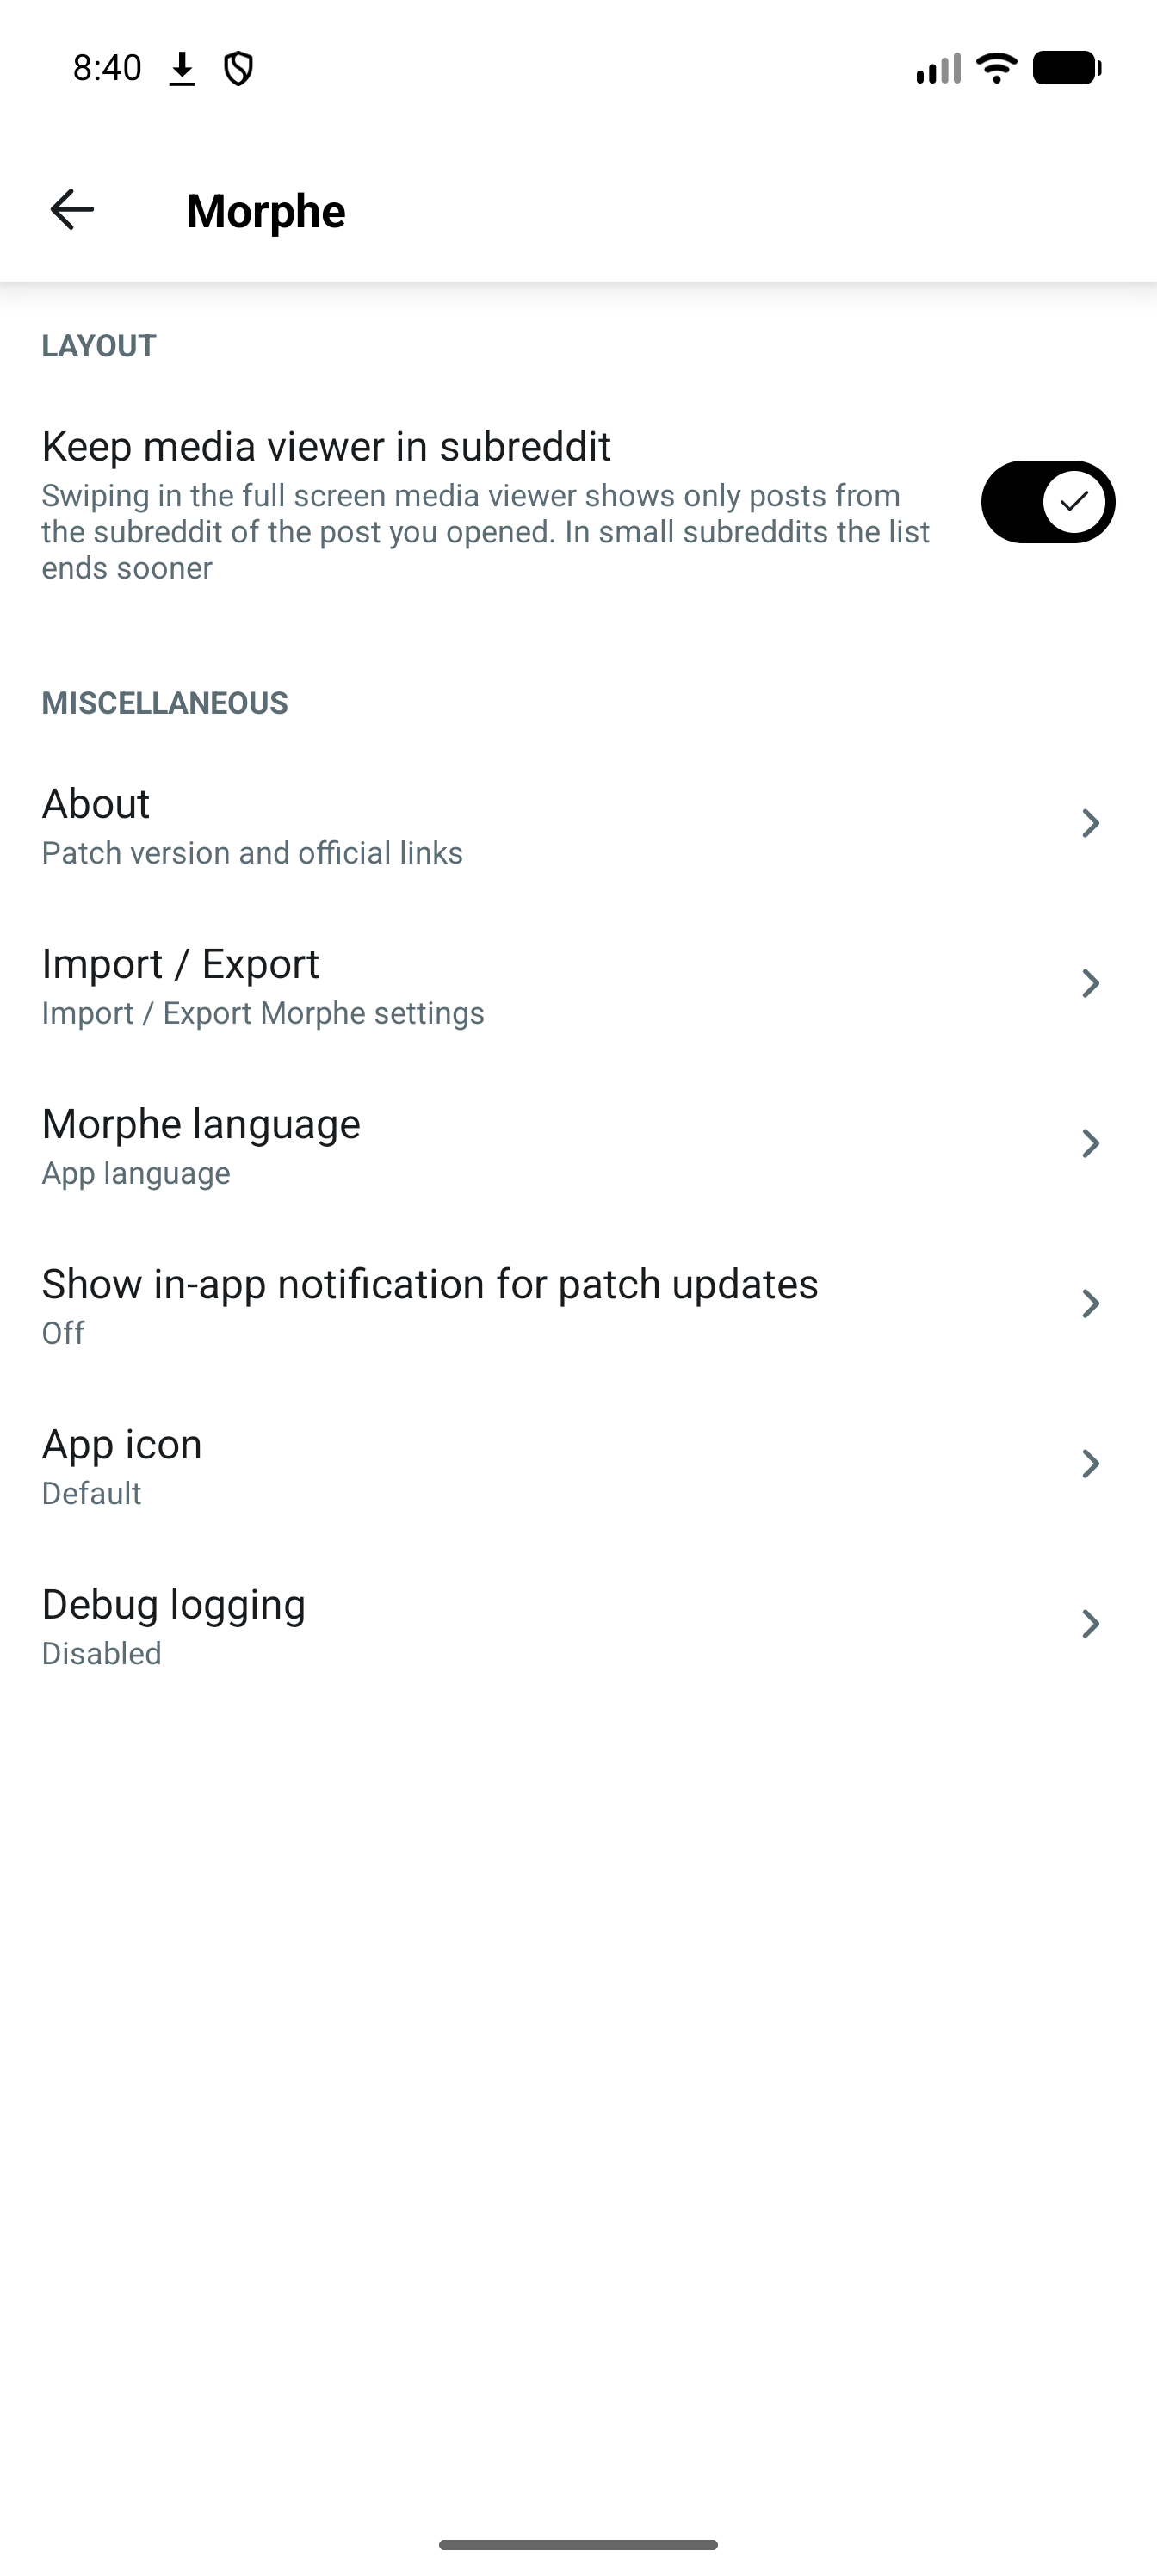 8:40
Morphe
LAYOUT
Keep media viewer in subreddit
Swiping in the full screen media viewer shows only posts from
the subreddit of the post you opened. In small subreddits the list
ends sooner
MISCELLANEOUS
About
Patch version and official links
Import / Export
Import / Export Morphe settings
Morphe language
App language
Show in-app notification for patch updates
Off
App icon
Default
Debug logging
Disabled